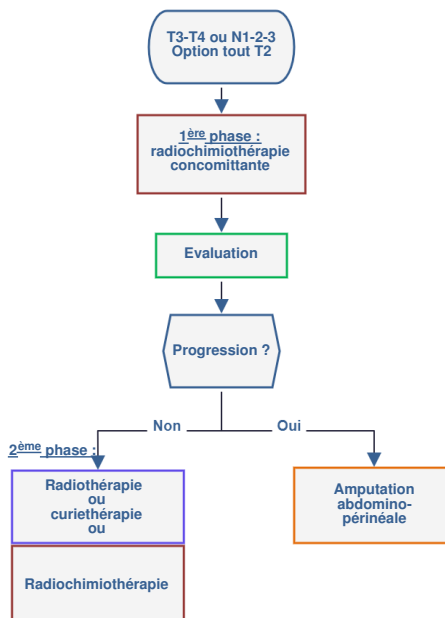 T3-T4 ou N1-2-3
Option tout T2
1ère phase :
radiochimiothérapie
concomittante
Evaluation
Progression ?
Non
Oui
2ème phase :
Radiothérapie
ou
curiethérapie
ou
Radiochimiothérapie
Amputation
abdomino-
périnéale